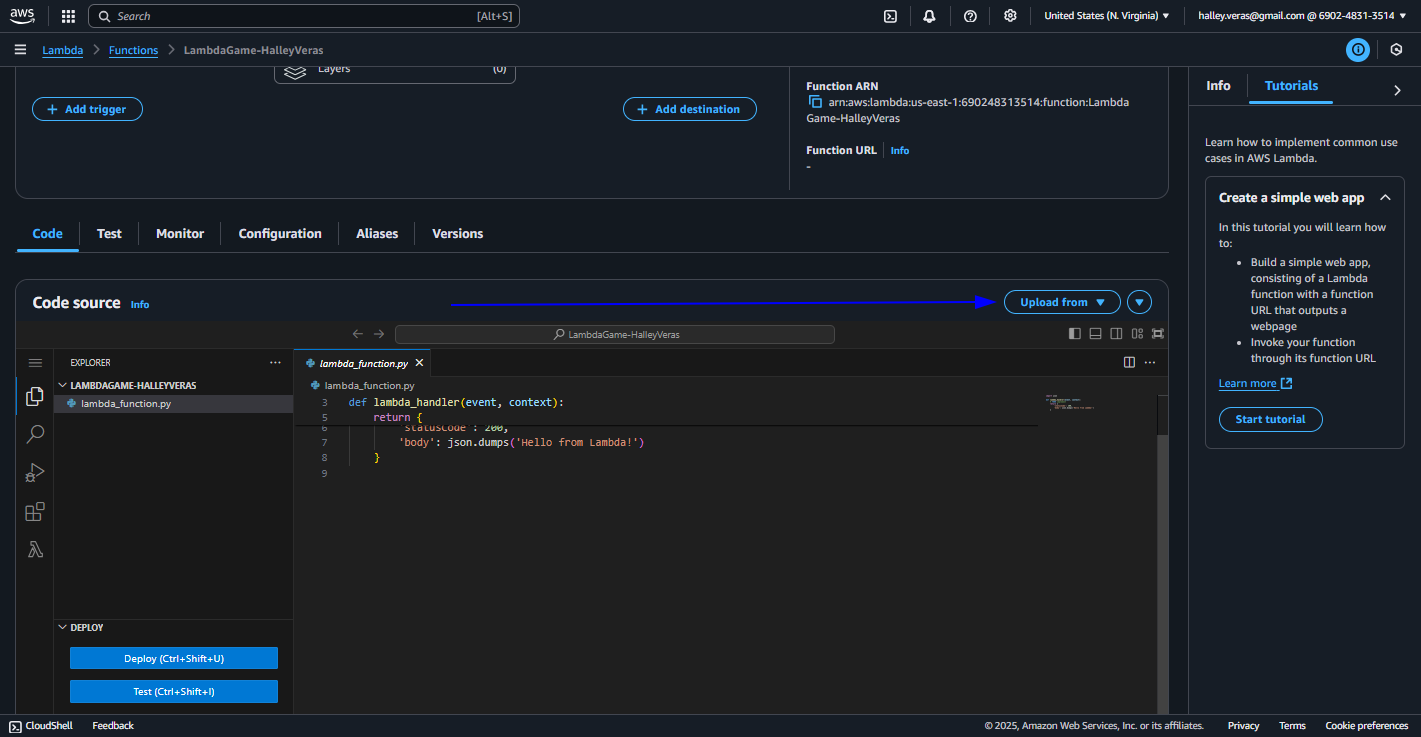 aws
Search [Alt+S]
United (N. Virginia) States
halley.veras@gmail.com @ 6902-4831-3514
Lambda Functions LambdaGame-HalleyVeras
Layers (0)
Add trigger
Add destination
Function ARN
arn:aws:lambda:us-east-1:690248313514:function:Lambda
Game-HalleyVeras
Function URL Info
-
Info Tutorials
Learn how to implement common use
cases in AWS Lambda.
Create a simple web app
In this tutorial you will learn how
to:
• Build a simple web app,
consisting of a Lambda
function with a function
URL that outputs a
webpage
• Invoke your function
through its function URL
Learn more
Start tutorial
Code Test Monitor Configuration Aliases Versions
Code source Info
Upload from
LambdaGame-HalleyVeras
EXPLORER
LAMBDAGAME-HALLEYVERAS
lambda_function.py
lambda_function.py
lambda_function.py
3 def lambda_handler(event, context):
5 return {
6 'statusCode': 200,
7 'body': json.dumps('Hello from Lambda!')
8 }
9
DEPLOY
Deploy (Ctrl+Shift+U)
Test (Ctrl+Shift+I)
CloudShell Feedback
© 2025, Amazon Web Services, Inc. or its affiliates. Privacy Terms Cookie preferences